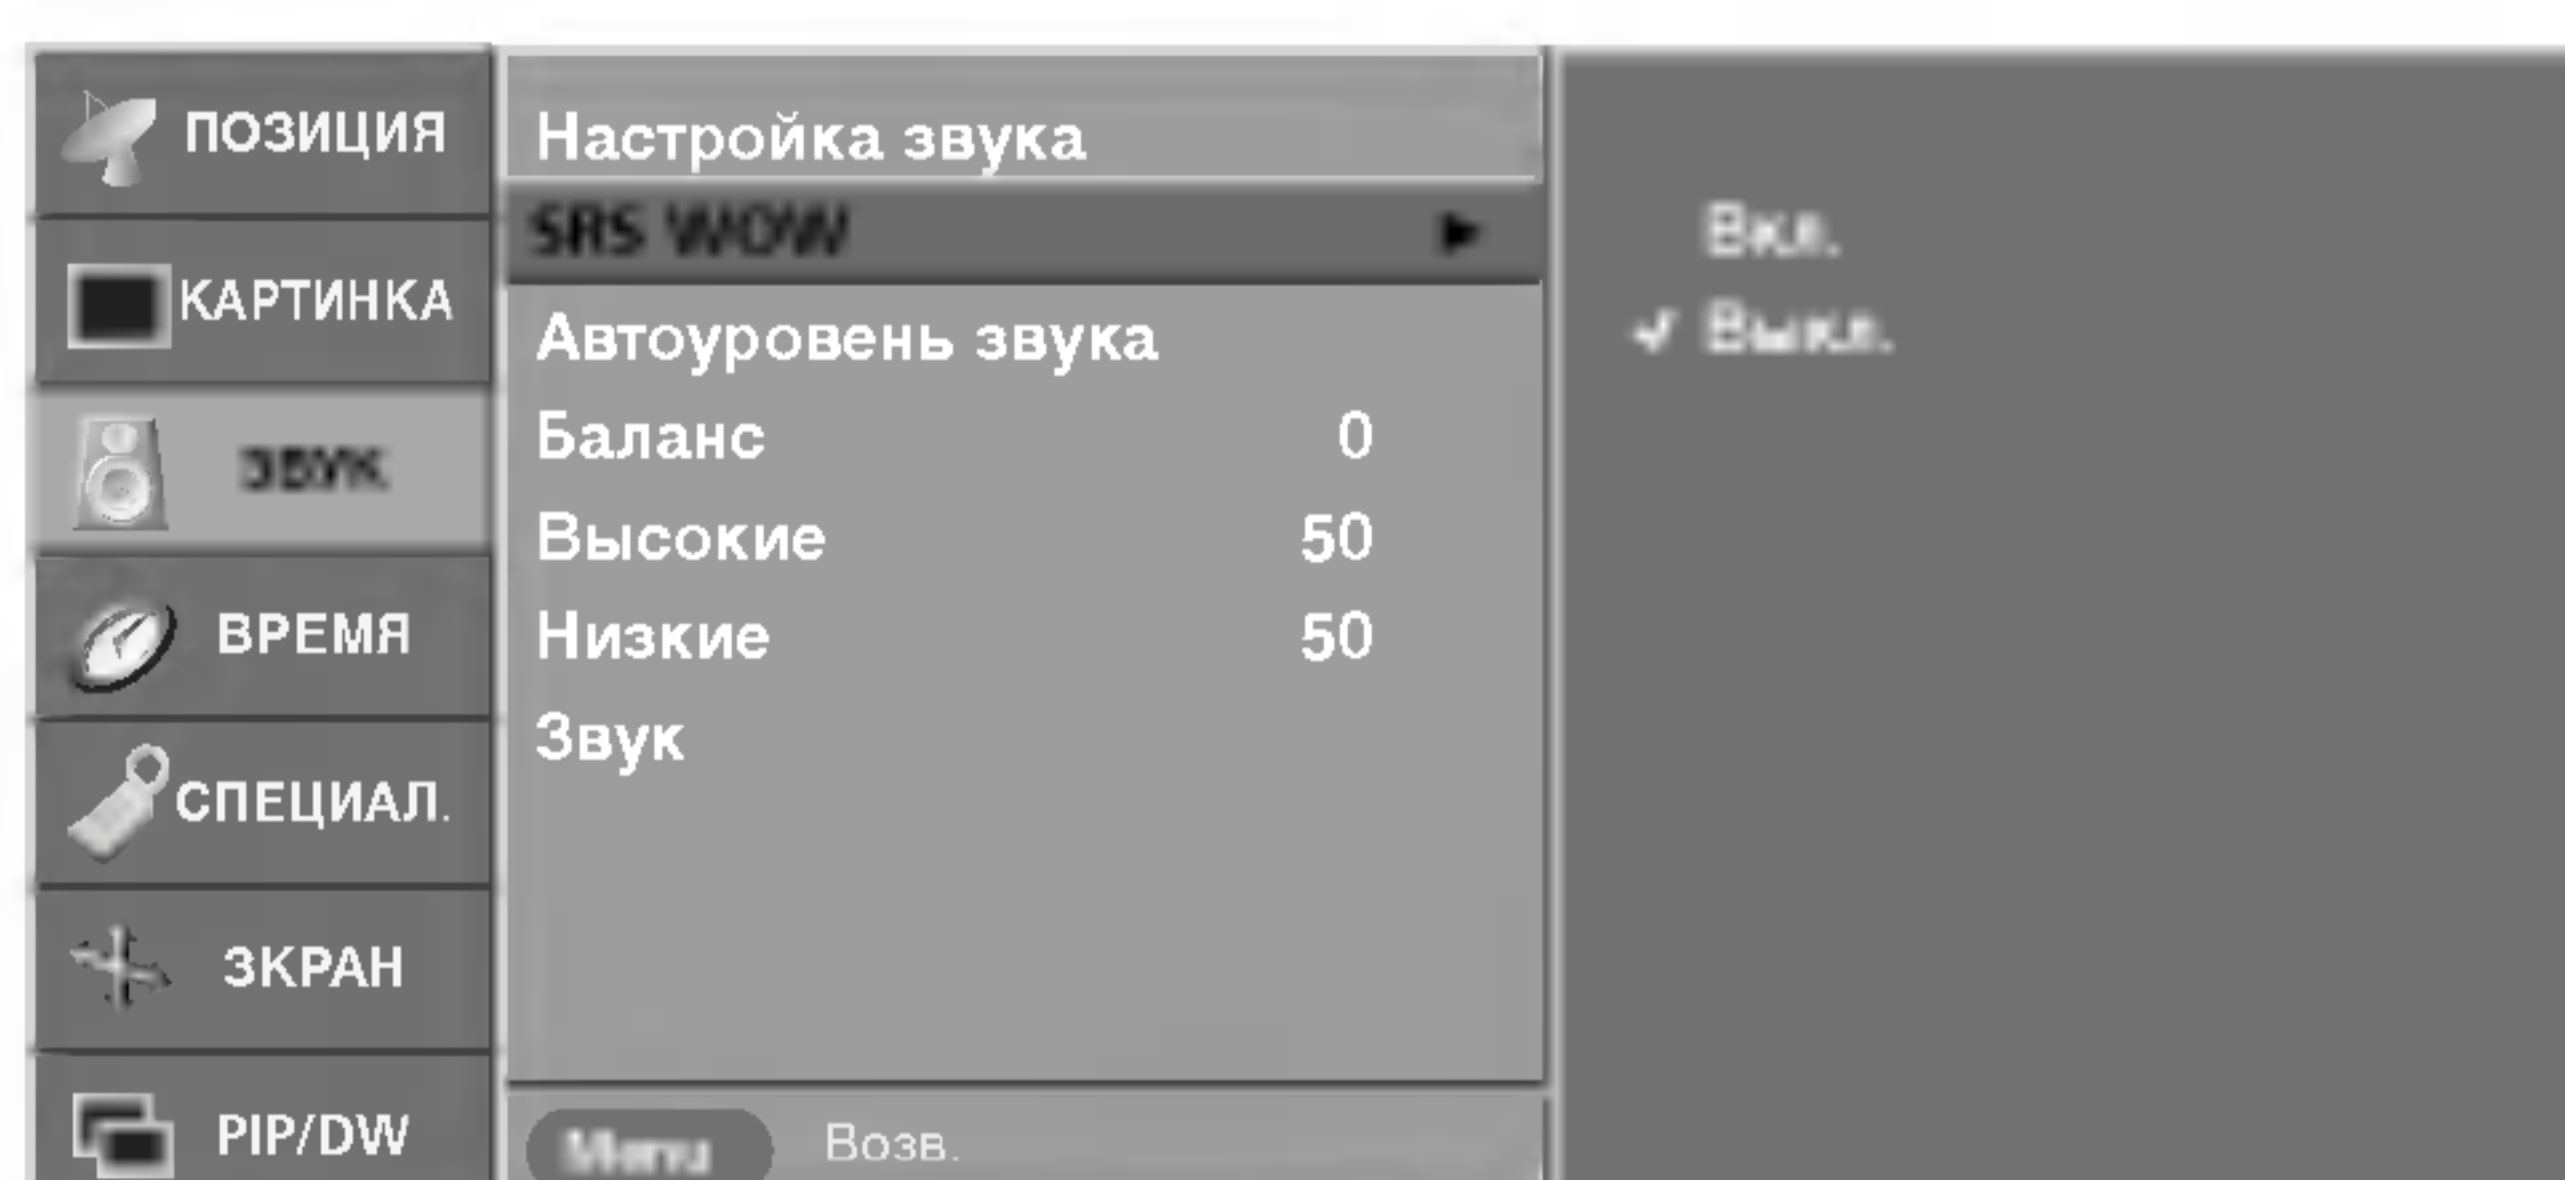 ПОЗИЦИЯ
КАРТИНКА
ЗВУК
ВРЕМЯ
СПЕЦИАЛ.
ЗКРАН
PIP/DW
Настройка звука
SRS WOW ►
Автоуровень звука
Баланс 0
Высокие 50
Низкие 50
Звук
Menu Возв.
Вкл.
✓ Выкл.